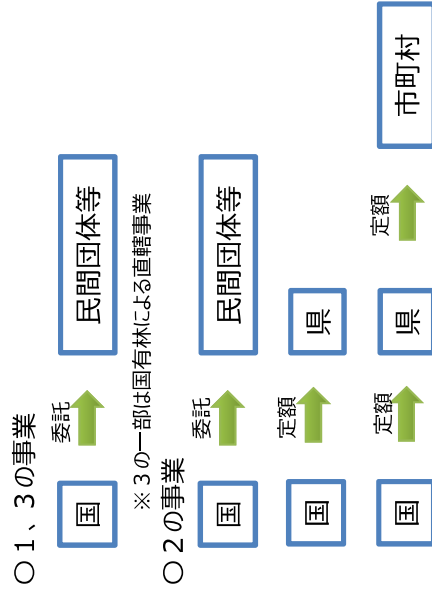 ○１、３の事業
国
委託
民間団体等
※３の一部は国有林による直轄事業
○２の事業
国
委託
民間団体等
国
定額
県
国
定額
県
定額
市町村